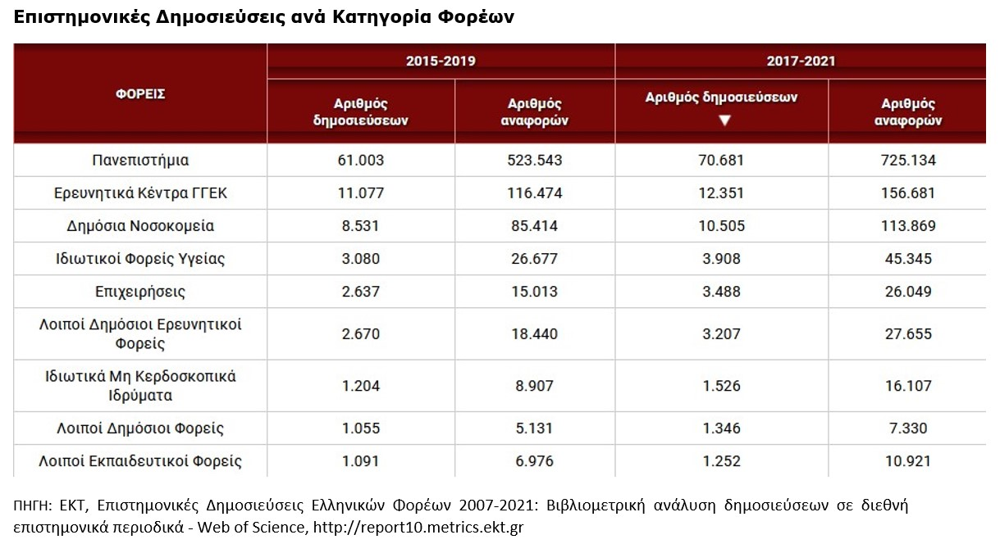 Επιστημονικές Δημοσιεύσεις ανά Κατηγορία Φορέων
ΦΟΡΕΙΣ 2015-2019 2017-2021
Αριθμός δημοσιεύσεων Αριθμός αναφορών Αριθμός δημοσιεύσεων ▼ Αριθμός αναφορών
Πανεπιστήμια 61.003 523.543 70.681 725.134
Ερευνητικά Κέντρα ΓΓΕΚ 11.077 116.474 12.351 156.681
Δημόσια Νοσοκομεία 8.531 85.414 10.505 113.869
Ιδιωτικοί Φορείς Υγείας 3.080 26.677 3.908 45.345
Επιχειρήσεις 2.637 15.013 3.488 26.049
Λοιποί Δημόσιοι Ερευνητικοί Φορείς 2.670 18.440 3.207 27.655
Ιδιωτικά Μη Κερδοσκοπικά Ιδρύματα 1.204 8.907 1.526 16.107
Λοιποί Δημόσιοι Φορείς 1.055 5.131 1.346 7.330
Λοιποί Εκπαιδευτικοί Φορείς 1.091 6.976 1.252 10.921
ΠΗΓΗ: ΕΚΤ, Επιστημονικές Δημοσιεύσεις Ελληνικών Φορέων 2007-2021: Βιβλιομετρική ανάλυση δημοσιεύσεων σε διεθνή
επιστημονικά περιοδικά - Web of Science, http://report10.metrics.ekt.gr